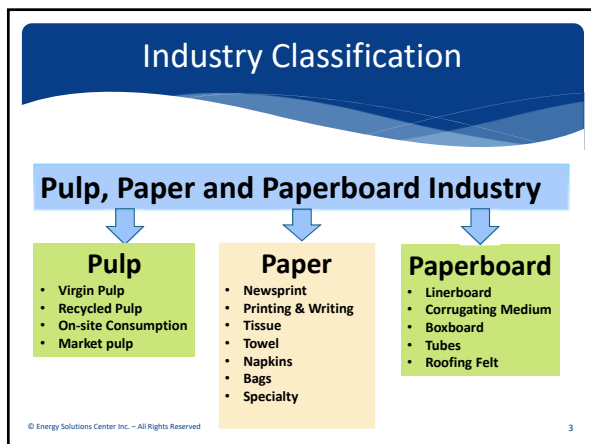 Industry Classification
Pulp, Paper and Paperboard Industry
Pulp
• Virgin Pulp
• Recycled Pulp
• On-site Consumption
• Market pulp
Paper
• Newsprint
• Printing & Writing
• Tissue
• Towel
• Napkins
• Bags
• Specialty
Paperboard
• Linerboard
• Corrugating Medium
• Boxboard
• Tubes
• Roofing Felt
© Energy Solutions Center Inc. – All Rights Reserved
3